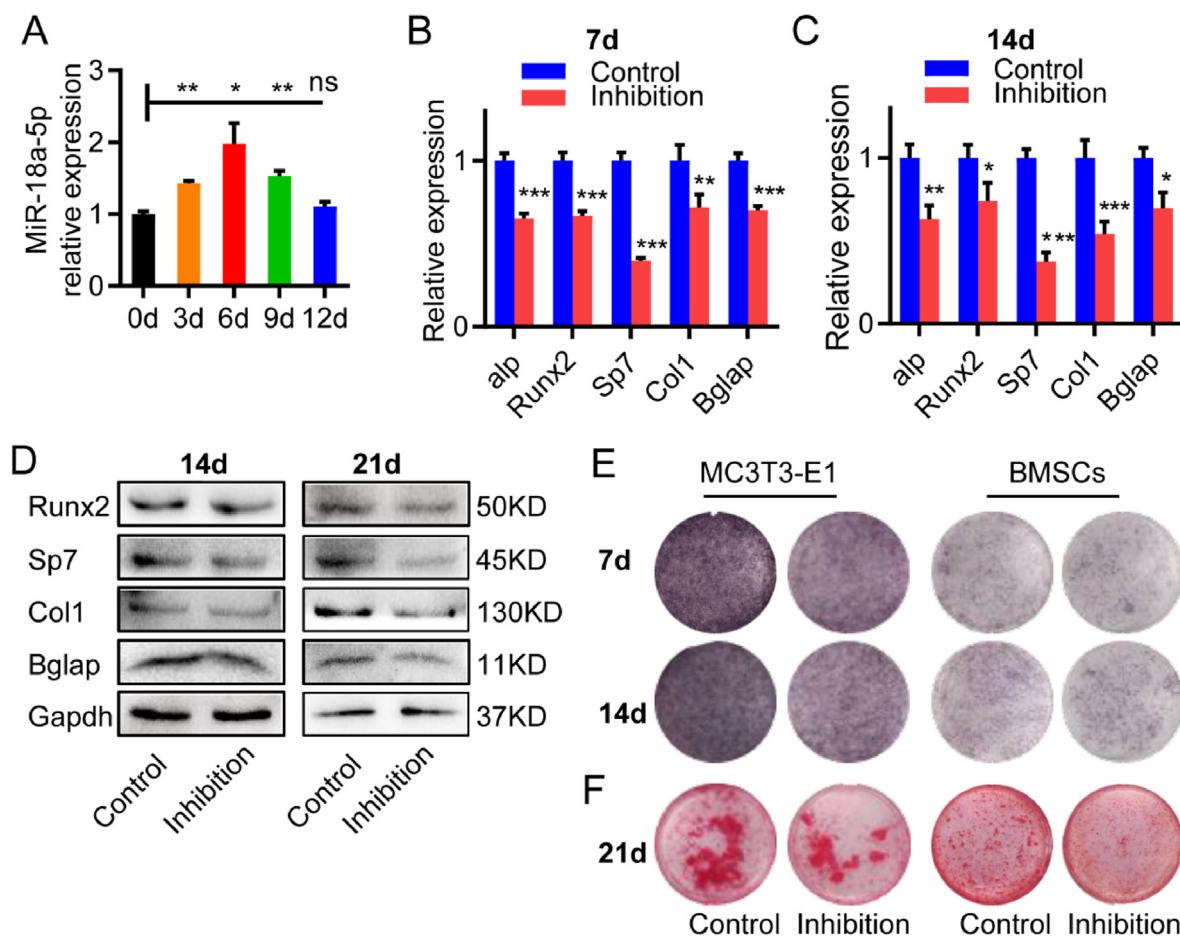 A
MiR-18a-5p
relative expression
3
2
1
0
** * ** ns
0d 3d 6d 9d 12d
B
7d
Control
Inhibition
Relative expression
1
0
*** *** *** ** ***
alp Runx2 Sp7 Col1 Bglap
C
14d
Control
Inhibition
Relative expression
1
0
** * *** *** *
alp Runx2 Sp7 Col1 Bglap
D
14d 21d
Runx2 50KD
Sp7 45KD
Col1 130KD
Bglap 11KD
Gapdh 37KD
Control Inhibition Control Inhibition
E
MC3T3-E1 BMSCs
7d
14d
F
21d
Control Inhibition Control Inhibition